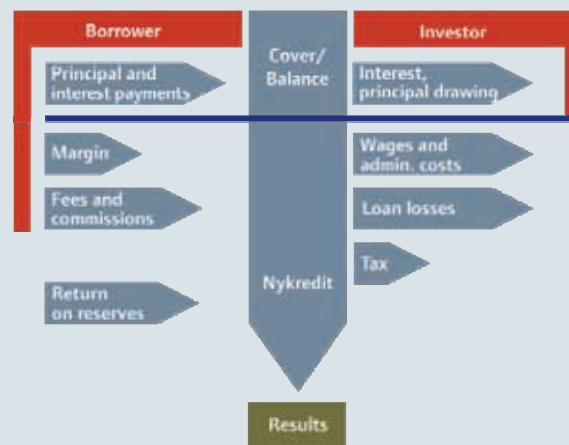 Borrower
Cover/
Balance
Investor
Principal and
interest payments
Interest,
principal drawing
Margin
Wages and
admin. costs
Fees and
commissions
Loan losses
Tax
Return
on reserves
Nykredit
Results